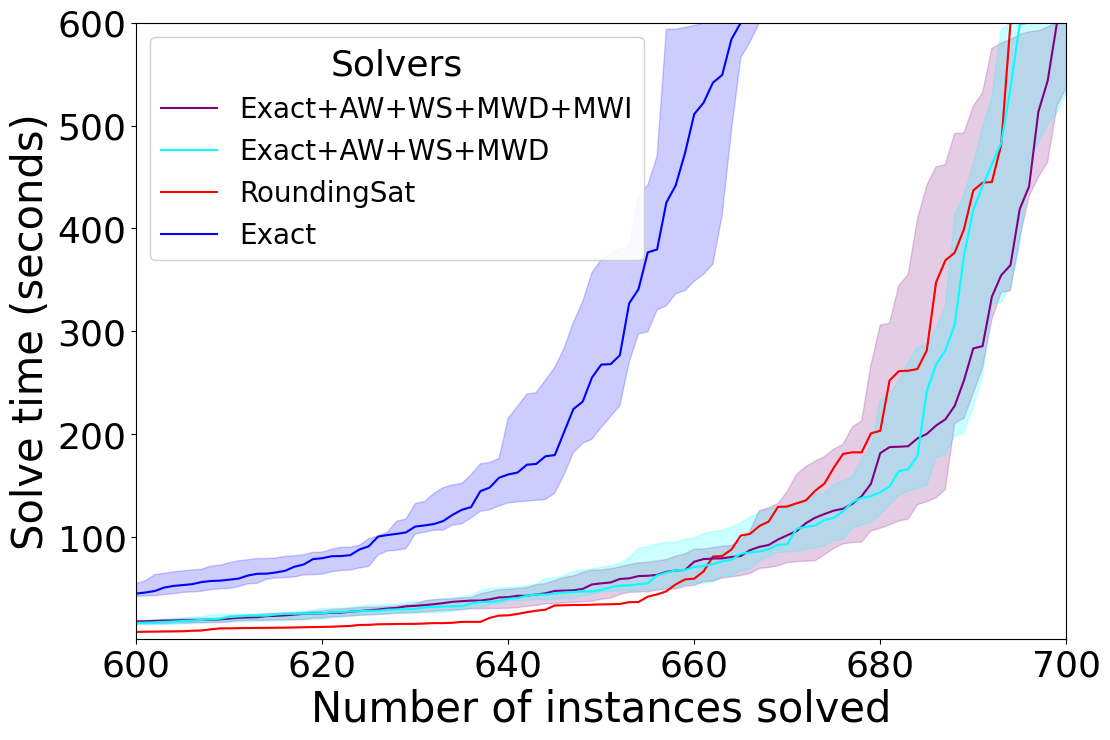 600
500
400
300
200
100
Solve time (seconds)
Solvers
Exact+AW+WS+MWD+MWI
Exact+AW+WS+MWD
RoundingSat
Exact
600 620 640 660 680 700
Number of instances solved